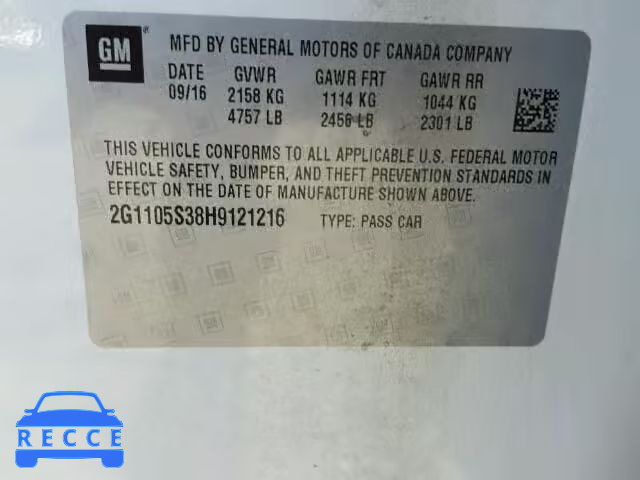 GM ®
MFD BY GENERAL MOTORS OF CANADA COMPANY
DATE GVWR GAWR FRT GAWR RR
09/16 2158 KG 1114 KG 1044 KG
4757 LB 2456 LB 2301 LB
THIS VEHICLE CONFORMS TO ALL APPLICABLE U.S. FEDERAL MOTOR
VEHICLE SAFETY, BUMPER, AND THEFT PREVENTION STANDARDS IN
EFFECT ON THE DATE OF MANUFACTURE SHOWN ABOVE.
2G1105S38H9121216 TYPE: PASS CAR
RECCE